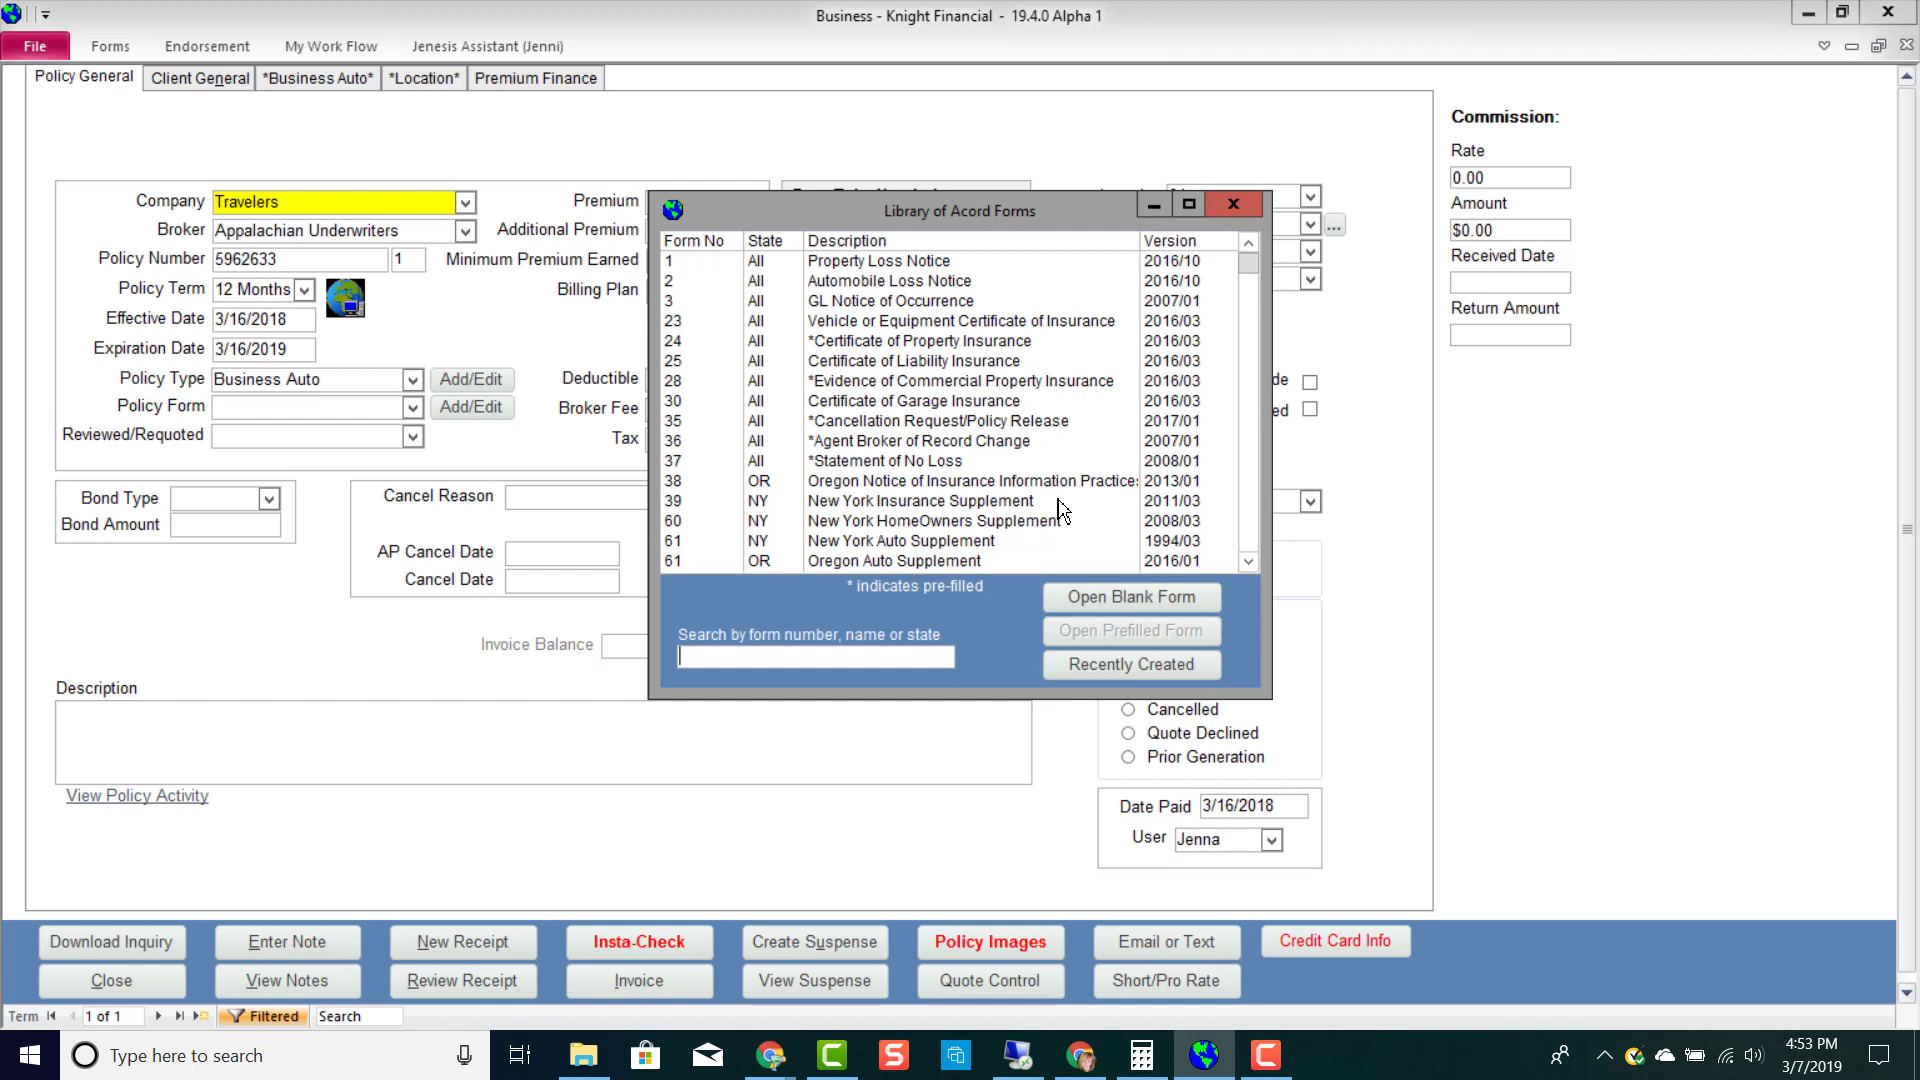 Business - Knight Financial - 19.4.0 Alpha 1
File Forms Endorsement My Work Flow Jenesis Assistant (Jenni)
Policy General Client General *Business Auto* *Location* Premium Finance
Company Travelers Premium
Broker Appalachian Underwriters Additional Premium
Policy Number 5962633 1 Minimum Premium Earned
Policy Term 12 Months Billing Plan
Effective Date 3/16/2018
Expiration Date 3/16/2019
Policy Type Business Auto Add/Edit Deductible
Policy Form Add/Edit Broker Fee
Reviewed/Requoted Tax
Bond Type
Bond Amount
Cancel Reason
AP Cancel Date
Cancel Date
Invoice Balance
Description
View Policy Activity
Library of Acord Forms
Form No State Description Version
1 All Property Loss Notice 2016/10
2 All Automobile Loss Notice 2016/10
3 All GL Notice of Occurrence 2007/01
23 All Vehicle or Equipment Certificate of Insurance 2016/03
24 All *Certificate of Property Insurance 2016/03
25 All Certificate of Liability Insurance 2016/03
28 All *Evidence of Commercial Property Insurance 2016/03
30 All Certificate of Garage Insurance 2016/03
35 All *Cancellation Request/Policy Release 2017/01
36 All *Agent Broker of Record Change 2007/01
37 All *Statement of No Loss 2008/01
38 OR Oregon Notice of Insurance Information Practices 2013/01
39 NY New York Insurance Supplement 2011/03
60 NY New York HomeOwners Supplement 2008/03
61 NY New York Auto Supplement 1994/03
61 OR Oregon Auto Supplement 2016/01
* indicates pre-filled
Search by form number, name or state
Open Blank Form
Open Prefilled Form
Recently Created
...
de
ed
Cancelled
Quote Declined
Prior Generation
Date Paid 3/16/2018
User Jenna
Commission:
Rate
0.00
Amount
$0.00
Received Date
Return Amount
Download Inquiry Enter Note New Receipt Insta-Check Create Suspense Policy Images Email or Text Credit Card Info
Close View Notes Review Receipt Invoice View Suspense Quote Control Short/Pro Rate
Term 1 of 1 Filtered Search
Type here to search
4:53 PM
3/7/2019